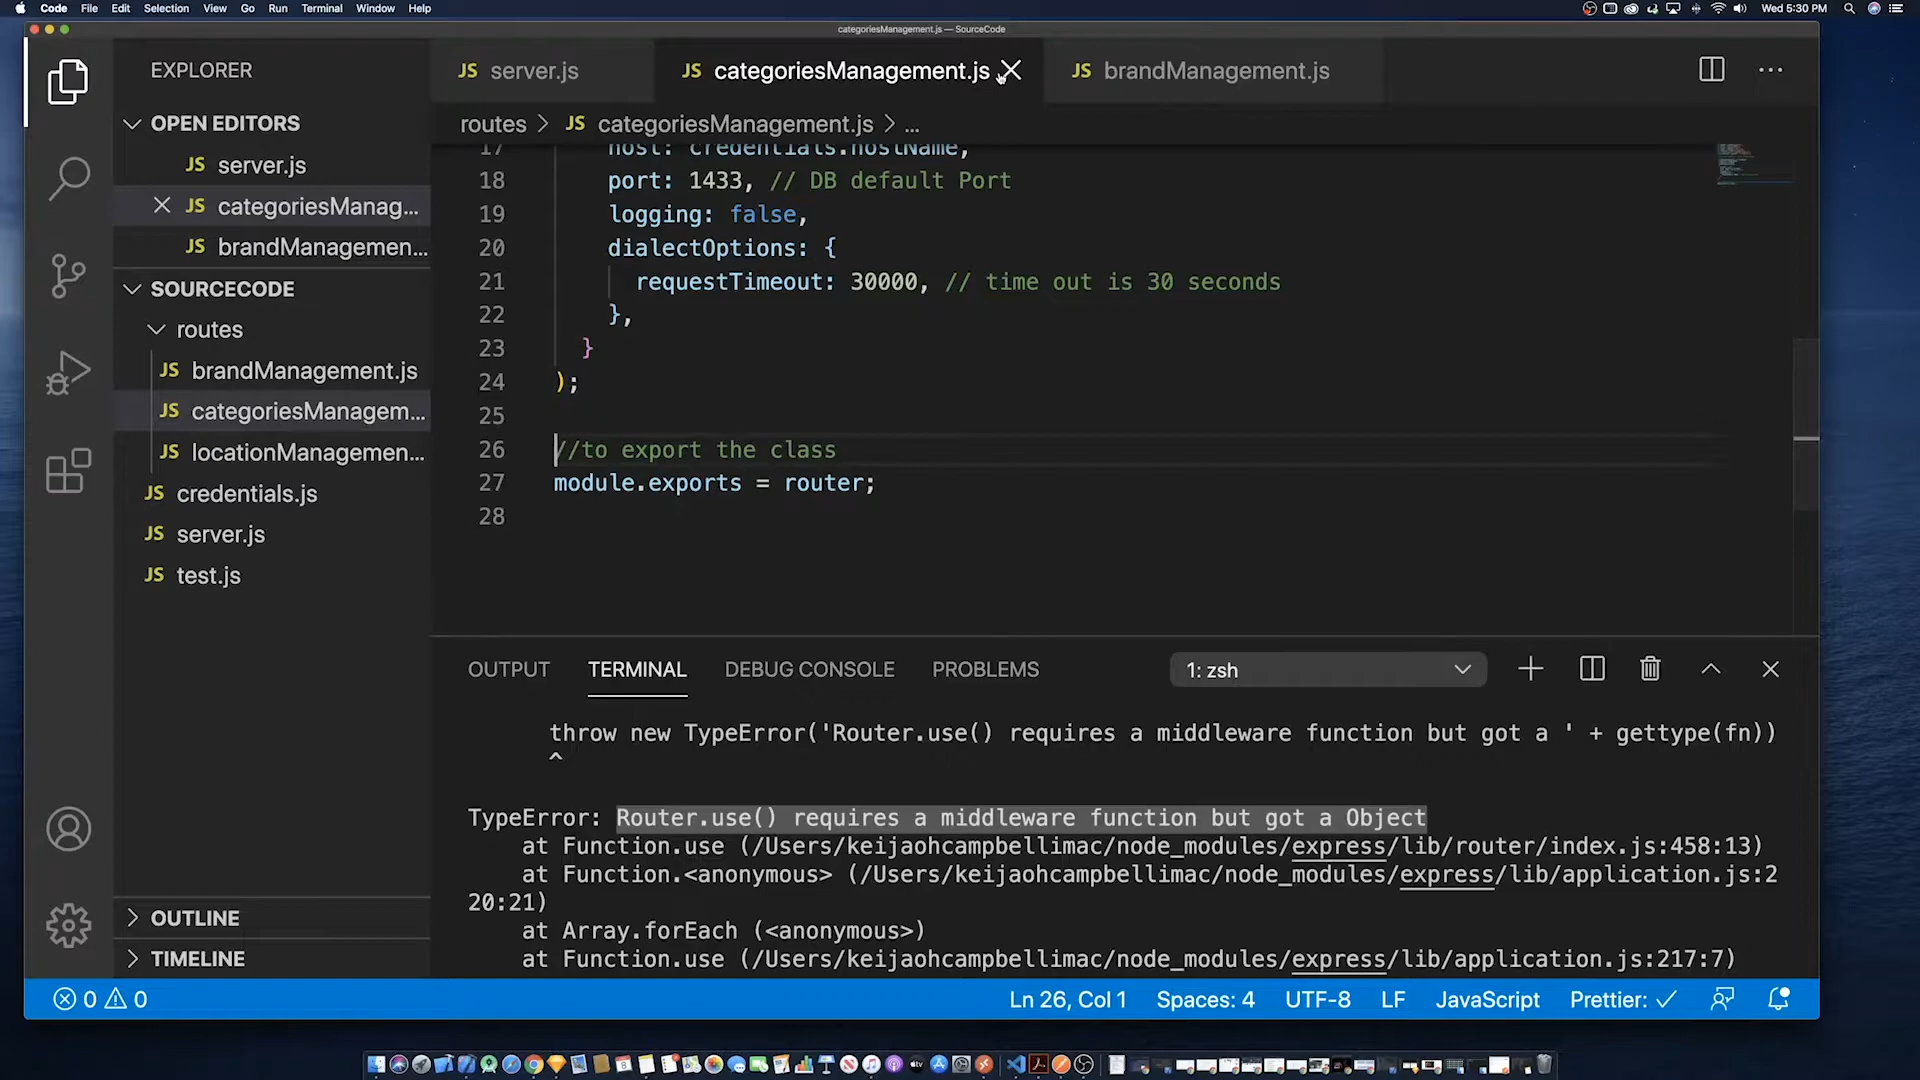 Code File Edit Selection View Go Run Terminal Window Help Wed 5:30 PM
categoriesManagement.js — SourceCode
EXPLORER
JS server.js JS categoriesManagement.js JS brandManagement.js
OPEN EDITORS
JS server.js
JS categoriesManag...
JS brandManagemen...
SOURCECODE
routes
JS brandManagement.js
JS categoriesManagem...
JS locationManagemen...
JS credentials.js
JS server.js
JS test.js
OUTLINE
TIMELINE
routes > JS categoriesManagement.js > ...
17 host: credentials.hostName,
18 port: 1433, // DB default Port
19 logging: false,
20 dialectOptions: {
21 requestTimeout: 30000, // time out is 30 seconds
22 },
23 }
24 );
25
26 //to export the class
27 module.exports = router;
28
OUTPUT TERMINAL DEBUG CONSOLE PROBLEMS 1: zsh
throw new TypeError('Router.use() requires a middleware function but got a ' + gettype(fn))
^
TypeError: Router.use() requires a middleware function but got a Object
at Function.use (/Users/keijaohcampbellimac/node_modules/express/lib/router/index.js:458:13)
at Function.<anonymous> (/Users/keijaohcampbellimac/node_modules/express/lib/application.js:2
20:21)
at Array.forEach (<anonymous>)
at Function.use (/Users/keijaohcampbellimac/node_modules/express/lib/application.js:217:7)
0 0 Ln 26, Col 1 Spaces: 4 UTF-8 LF JavaScript Prettier: ✓